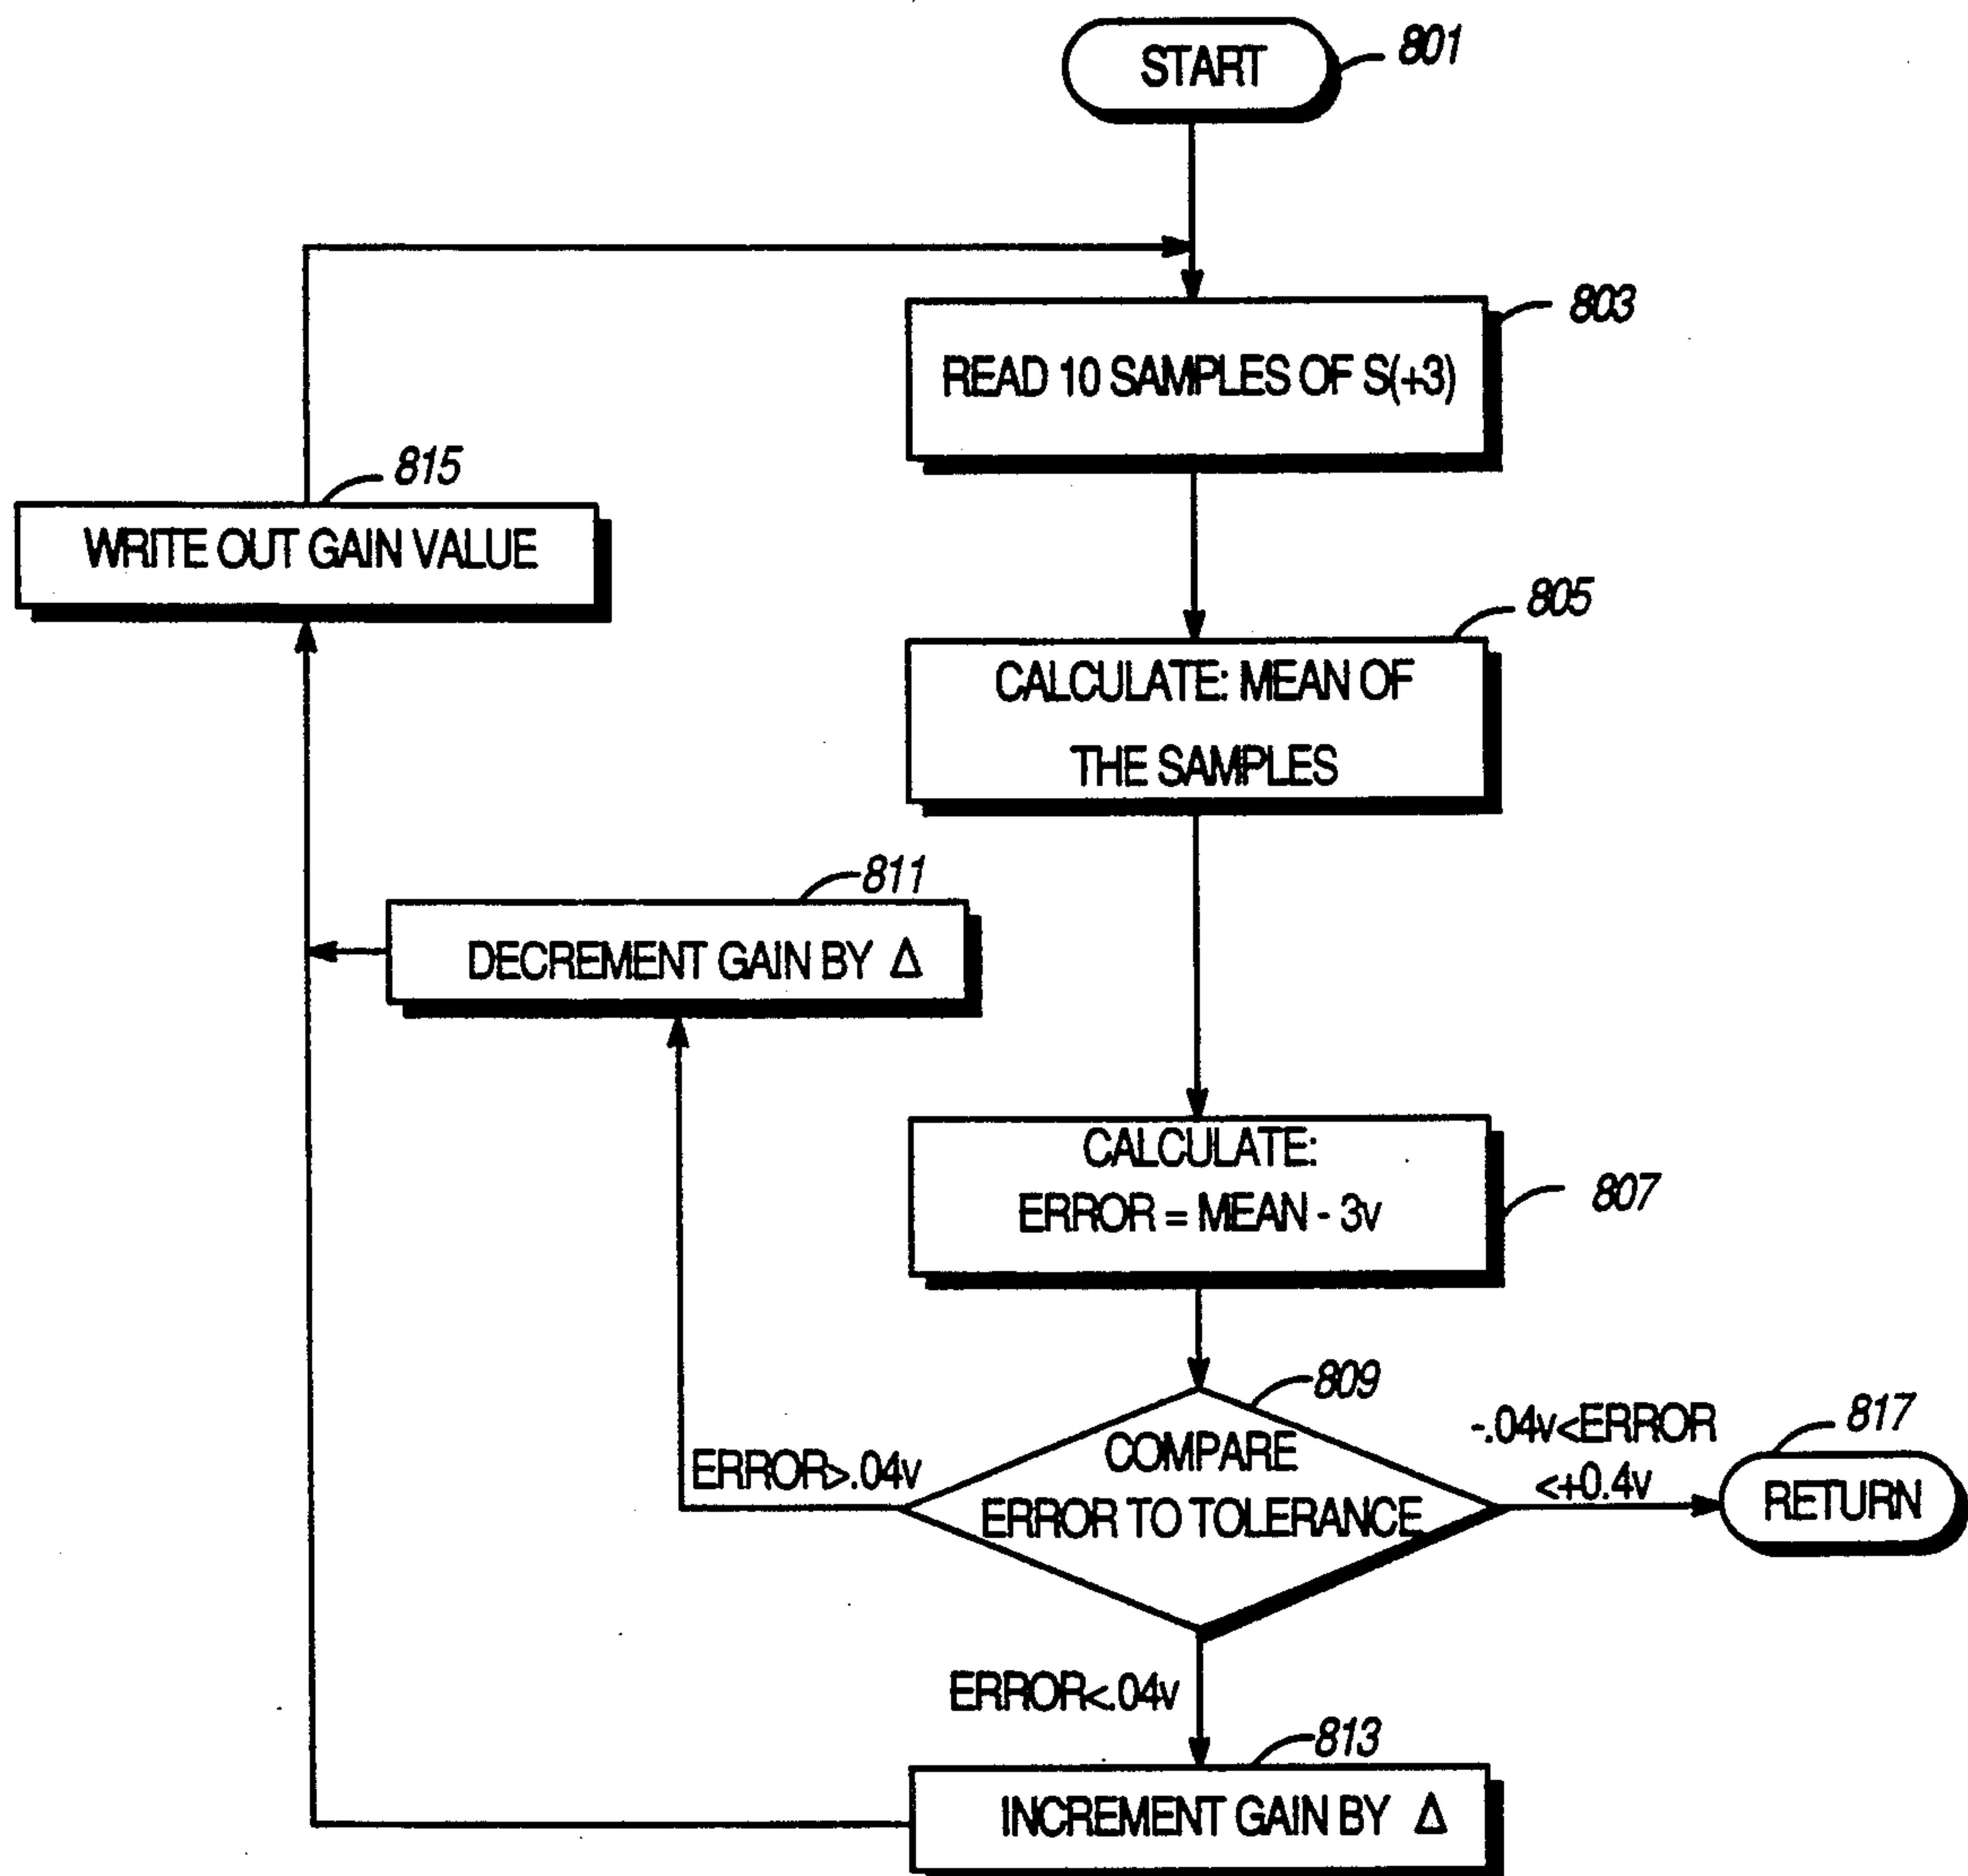 START
801
READ 10 SAMPLES OF S(+3)
803
815
WRITE OUT GAIN VALUE
805
CALCULATE: MEAN OF
THE SAMPLES
811
DECREMENT GAIN BY Δ
CALCULATE:
ERROR = MEAN - 3v
807
809
COMPARE
ERROR TO TOLERANCE
ERROR>.04v
-.04v<ERROR
<+0.4v
817
RETURN
ERROR<.04v
813
INCREMENT GAIN BY Δ